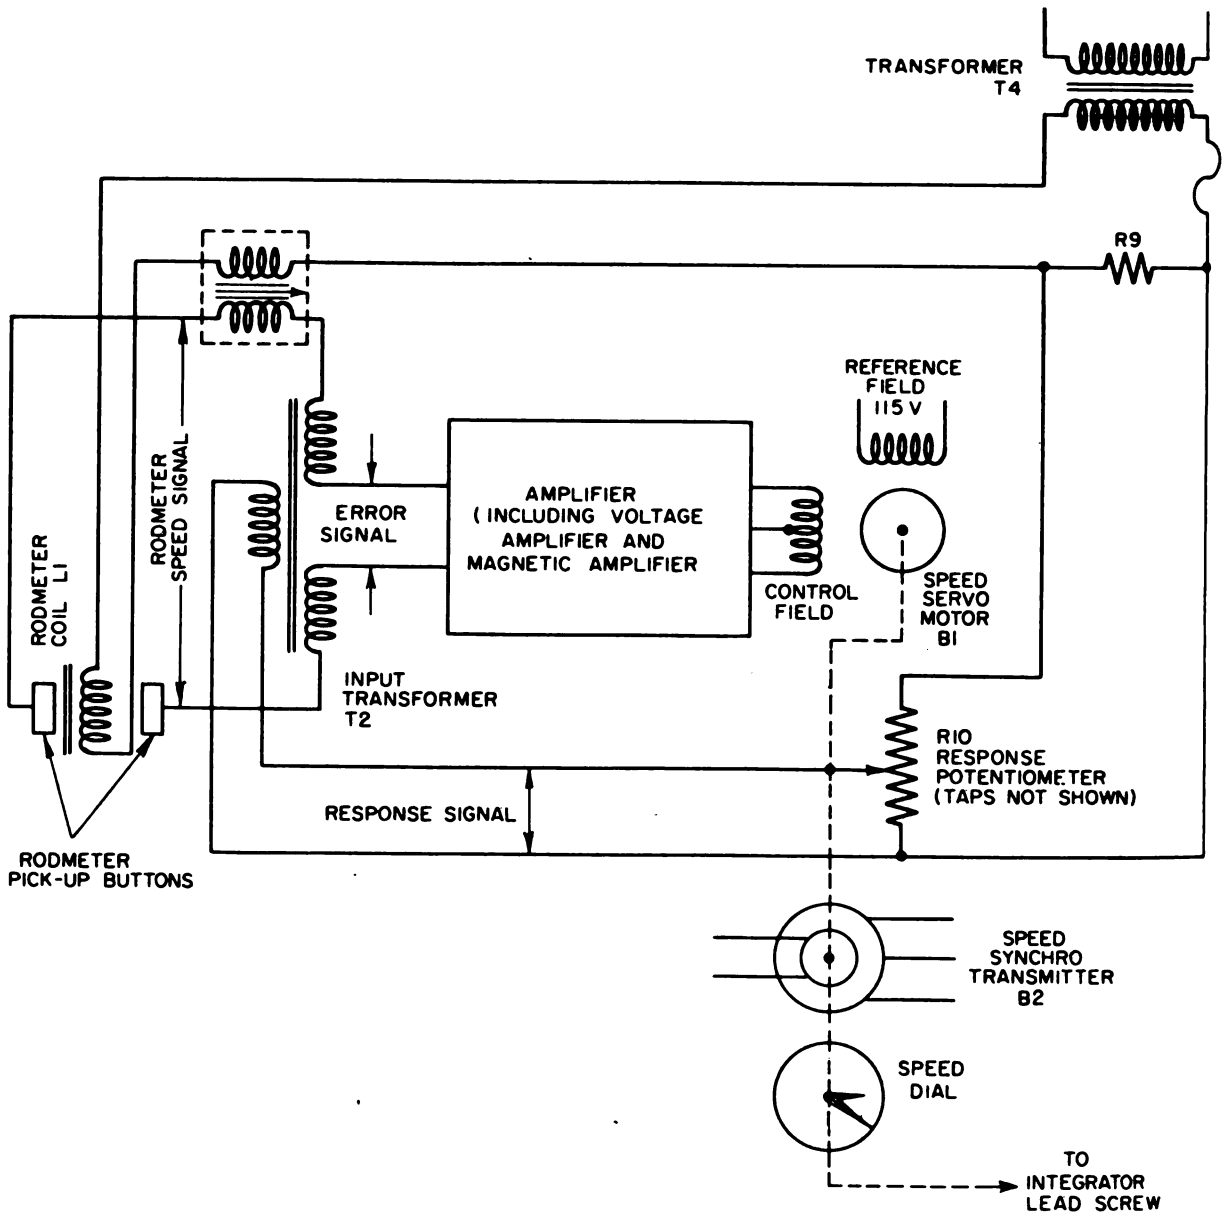 TRANSFORMER
T4
R9
REFERENCE
FIELD
115 V
RODMETER
SPEED SIGNAL
RODMETER
COIL L1
ERROR
SIGNAL
AMPLIFIER
(INCLUDING VOLTAGE
AMPLIFIER AND
MAGNETIC AMPLIFIER
CONTROL
FIELD
SPEED
SERVO
MOTOR
B1
INPUT
TRANSFORMER
T2
R10
RESPONSE
POTENTIOMETER
(TAPS NOT SHOWN)
RESPONSE SIGNAL
RODMETER
PICK-UP BUTTONS
SPEED
SYNCHRO
TRANSMITTER
B2
SPEED
DIAL
TO
INTEGRATOR
LEAD SCREW